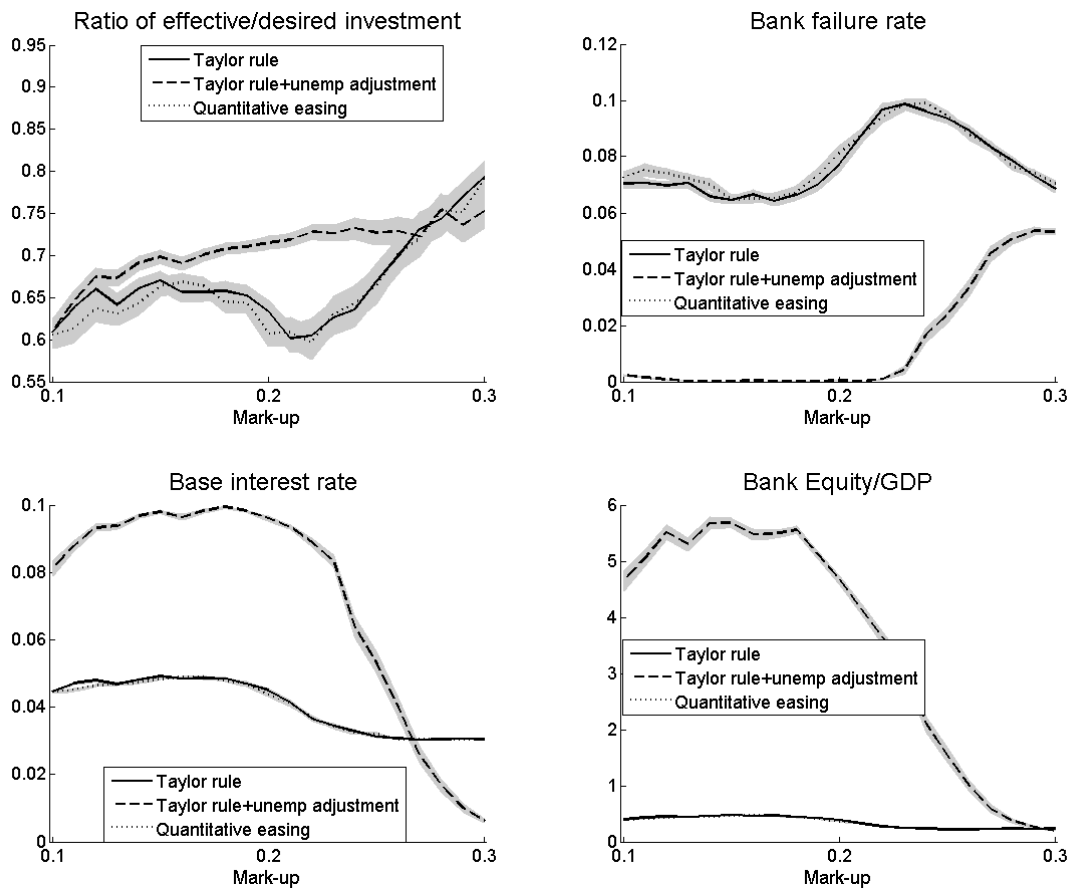 Ratio of effective/desired investment
0.95
0.9
0.85
0.8
0.75
0.7
0.65
0.6
0.55
Taylor rule
Taylor rule+unemp adjustment
Quantitative easing
0.1
0.2
0.3
Mark-up
Bank failure rate
0.12
0.1
0.08
0.06
0.04
0.02
0
Taylor rule
Taylor rule+unemp adjustment
Quantitative easing
0.1
0.2
0.3
Mark-up
Base interest rate
0.1
0.08
0.06
0.04
0.02
0
Taylor rule
Taylor rule+unemp adjustment
Quantitative easing
0.1
0.2
0.3
Mark-up
Bank Equity/GDP
6
5
4
3
2
1
0
Taylor rule
Taylor rule+unemp adjustment
Quantitative easing
0.1
0.2
0.3
Mark-up